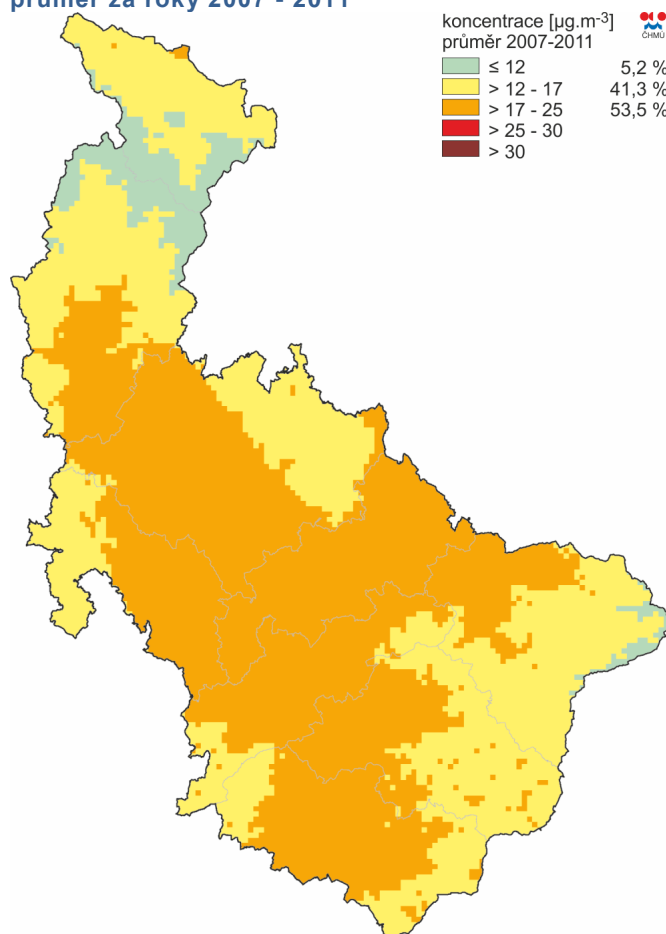 průměr za roky 2007 - 2011
koncentrace [µg.m-3]
průměr 2007-2011
ČHMÚ
≤ 12 5,2 %
> 12 - 17 41,3 %
> 17 - 25 53,5 %
> 25 - 30
> 30